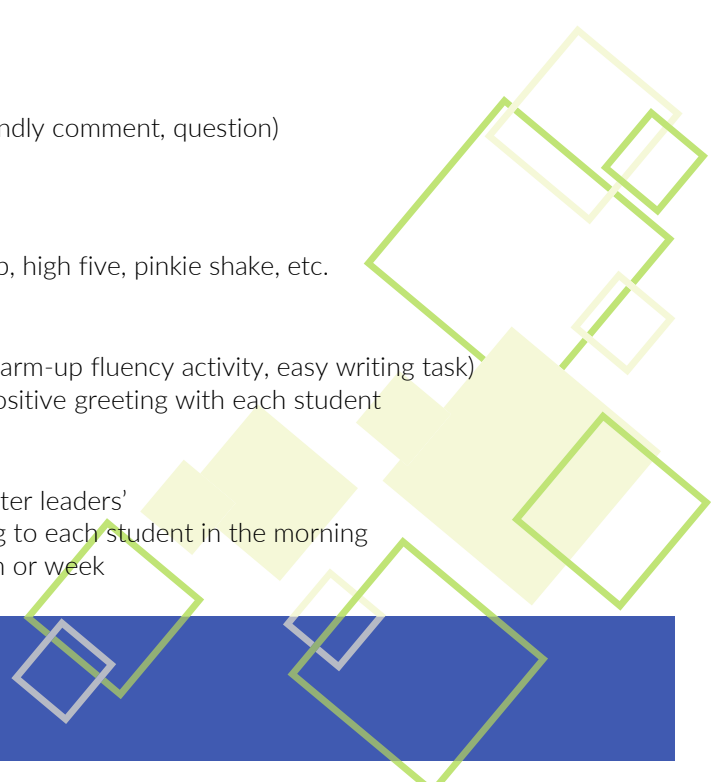 ndly comment, question)
, high five, pinkie shake, etc.
arm-up fluency activity, easy writing task)
ositive greeting with each student
ter leaders’
g to each student in the morning
or week